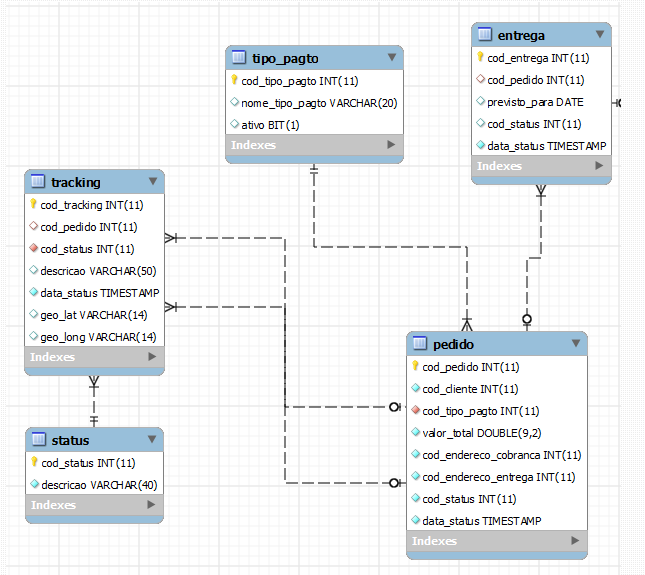 tipo_pagto
cod_tipo_pagto INT(11)
nome_tipo_pagto VARCHAR(20)
ativo BIT(1)
Indexes
entrega
cod_entrega INT(11)
cod_pedido INT(11)
previsto_para DATE
cod_status INT(11)
data_status TIMESTAMP
Indexes
tracking
cod_tracking INT(11)
cod_pedido INT(11)
cod_status INT(11)
descricao VARCHAR(50)
data_status TIMESTAMP
geo_lat VARCHAR(14)
geo_long VARCHAR(14)
Indexes
status
cod_status INT(11)
descricao VARCHAR(40)
Indexes
pedido
cod_pedido INT(11)
cod_cliente INT(11)
cod_tipo_pagto INT(11)
valor_total DOUBLE(9,2)
cod_endereco_cobranca INT(11)
cod_endereco_entrega INT(11)
cod_status INT(11)
data_status TIMESTAMP
Indexes